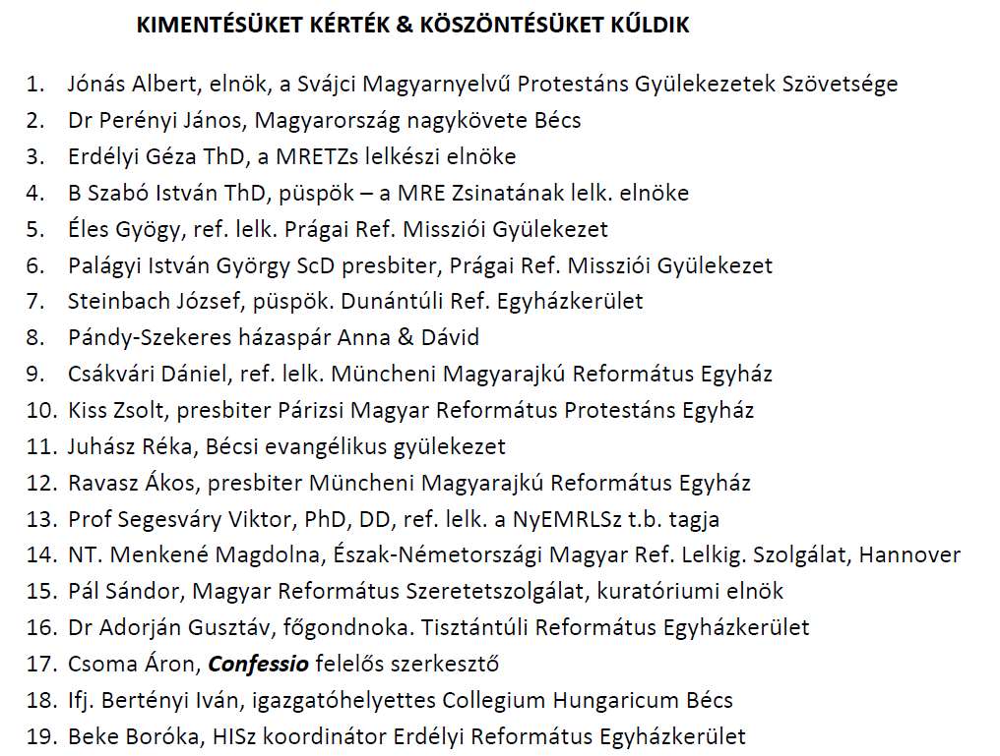 KIMENTÉSÜKET KÉRTÉK & KÖSZÖNTÉSÜKET KŰLDIK
1. Jónás Albert, elnök, a Svájci Magyarnyelvű Protestáns Gyülekezetek Szövetsége
2. Dr Perényi János, Magyarország nagykövete Bécs
3. Erdélyi Géza ThD, a MRETZs lelkészi elnöke
4. B Szabó István ThD, püspök – a MRE Zsinatának lelk. elnöke
5. Éles Gyögy, ref. lelk. Prágai Ref. Missziói Gyülekezet
6. Palágyi István György ScD presbiter, Prágai Ref. Missziói Gyülekezet
7. Steinbach József, püspök. Dunántúli Ref. Egyházkerület
8. Pándy-Szekeres házaspár Anna & Dávid
9. Csákvári Dániel, ref. lelk. Müncheni Magyarajkú Református Egyház
10. Kiss Zsolt, presbiter Párizsi Magyar Református Protestáns Egyház
11. Juhász Réka, Bécsi evangélikus gyülekezet
12. Ravasz Ákos, presbiter Müncheni Magyarajkú Református Egyház
13. Prof Segesváry Viktor, PhD, DD, ref. lelk. a NyEMRLSz t.b. tagja
14. NT. Menkené Magdolna, Észak-Németországi Magyar Ref. Lelkig. Szolgálat, Hannover
15. Pál Sándor, Magyar Református Szeretetszolgálat, kuratóriumi elnök
16. Dr Adorján Gusztáv, főgondnoka. Tisztántúli Református Egyházkerület
17. Csoma Áron, Confessio felelős szerkesztő
18. Ifj. Bertényi Iván, igazgatóhelyettes Collegium Hungaricum Bécs
19. Beke Boróka, HISz koordinátor Erdélyi Református Egyházkerület